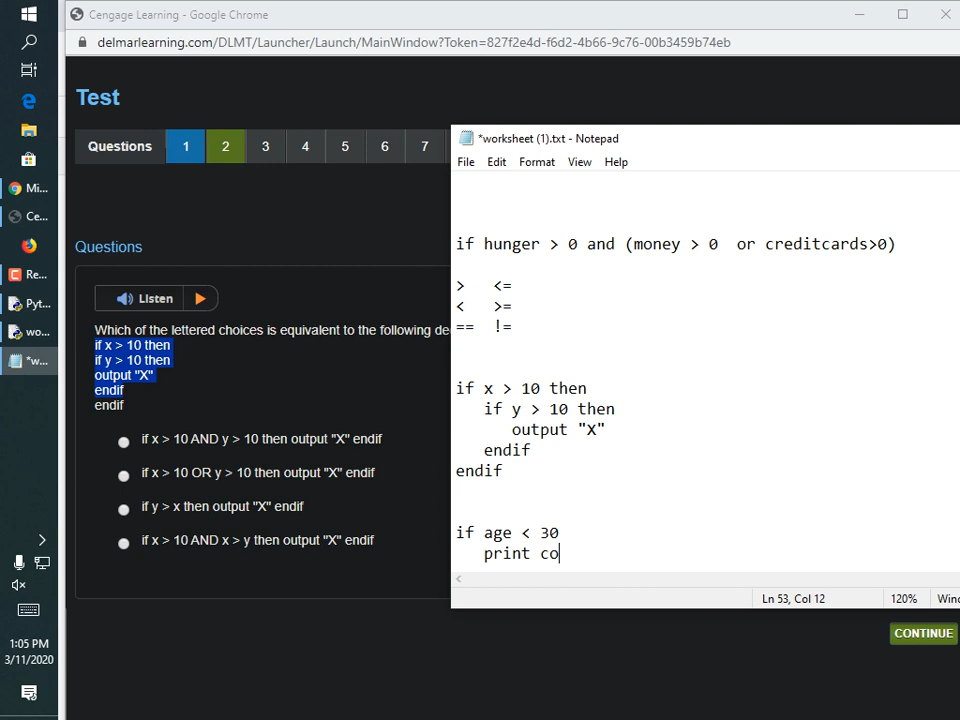 Cengage Learning - Google Chrome
delmarlearning.com/DLMT/Launcher/Launch/MainWindow?Token=827f2e4d-f6d2-4b66-9c76-00b3459b74eb
Test
Questions 1 2 3 4 5 6 7
Questions
Listen
Which of the lettered choices is equivalent to the following de
if x > 10 then
if y > 10 then
output "X"
endif
endif
if x > 10 AND y > 10 then output "X" endif
if x > 10 OR y > 10 then output "X" endif
if y > x then output "X" endif
if x > 10 AND x > y then output "X" endif
*worksheet (1).txt - Notepad
File Edit Format View Help
if hunger > 0 and (money > 0  or creditcards>0)
>   <=
<   >=
==  !=
if x > 10 then
if y > 10 then
output "X"
endif
endif
if age < 30
print co
Ln 53, Col 12 120% Wind
CONTINUE
Mi...
Ce...
Re...
Pyt...
wo...
*w...
1:05 PM
3/11/2020